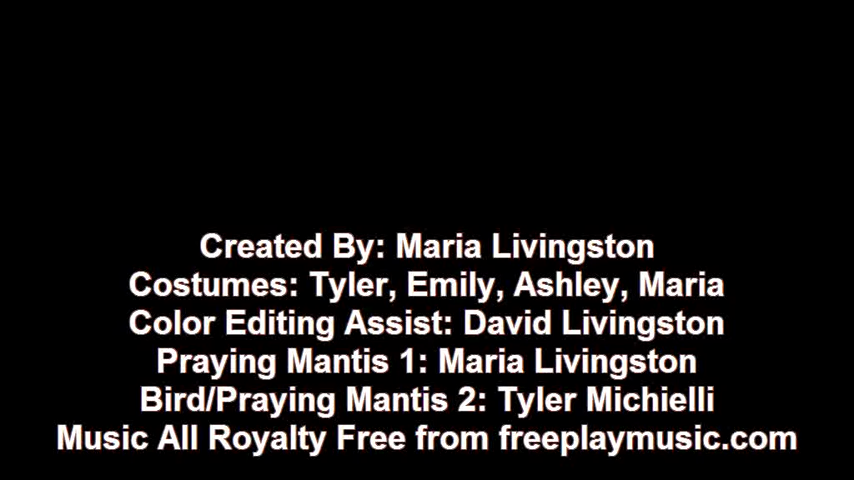 Created By: Maria Livingston
Costumes: Tyler, Emily, Ashley, Maria
Color Editing Assist: David Livingston
Praying Mantis 1: Maria Livingston
Bird/Praying Mantis 2: Tyler Michielli
Music All Royalty Free from freeplaymusic.com